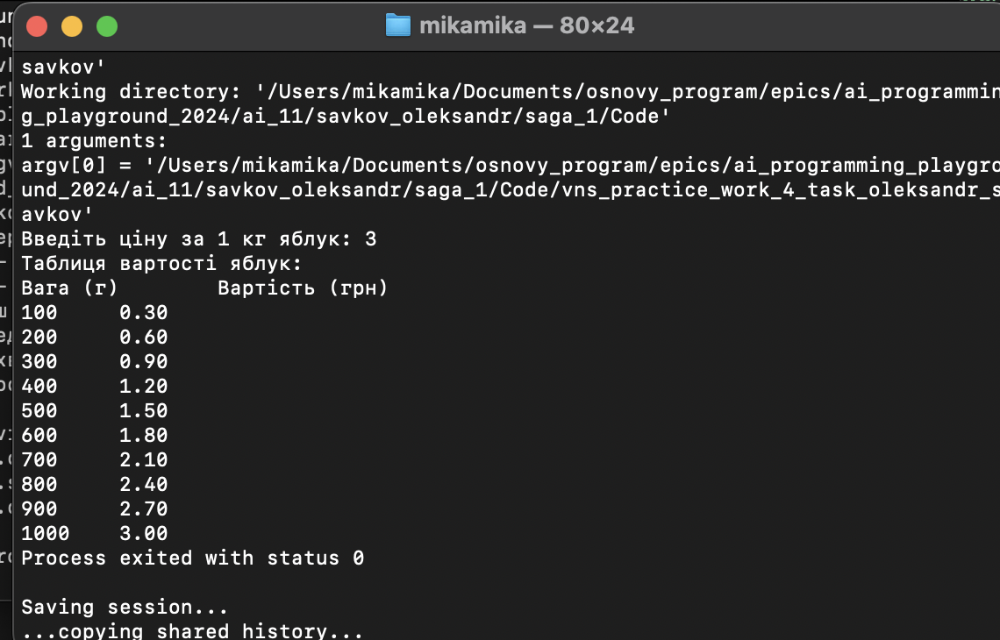 mikamika — 80×24
savkov'
Working directory: '/Users/mikamika/Documents/osnovy_program/epics/ai_programmin
g_playground_2024/ai_11/savkov_oleksandr/saga_1/Code'
1 arguments:
argv[0] = '/Users/mikamika/Documents/osnovy_program/epics/ai_programming_playgro
und_2024/ai_11/savkov_oleksandr/saga_1/Code/vns_practice_work_4_task_oleksandr_s
avkov'
Введіть ціну за 1 кг яблук: 3
Таблиця вартості яблук:
Вага (г) Вартість (грн)
100 0.30
200 0.60
300 0.90
400 1.20
500 1.50
600 1.80
700 2.10
800 2.40
900 2.70
1000 3.00
Process exited with status 0
Saving session...
...copying shared history...